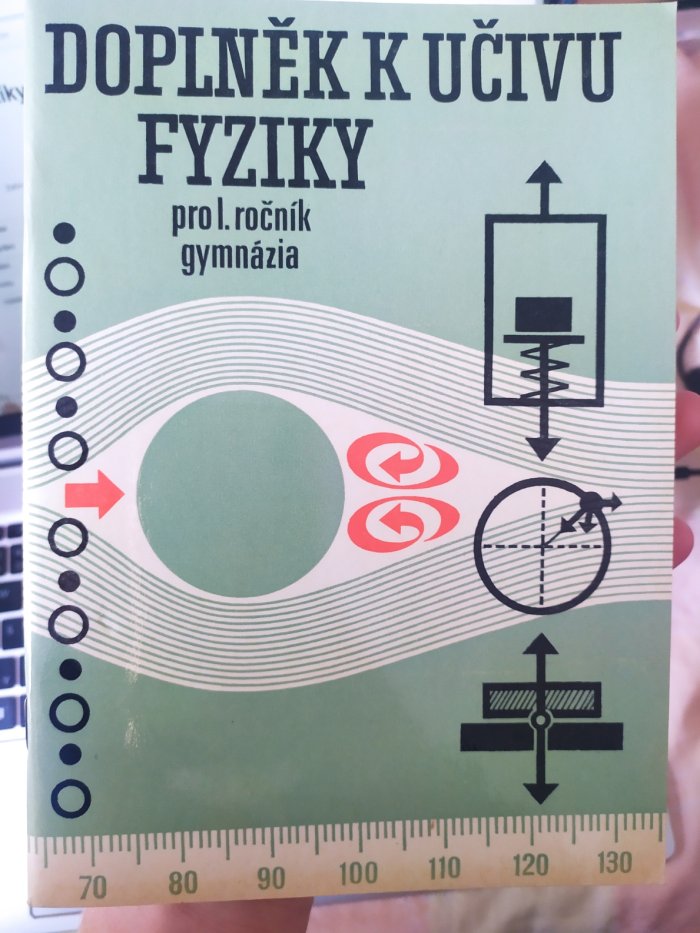 DOPLNĚK K UČIVU
FYZIKY
pro I. ročník
gymnázia
70 80 90 100 110 120 130